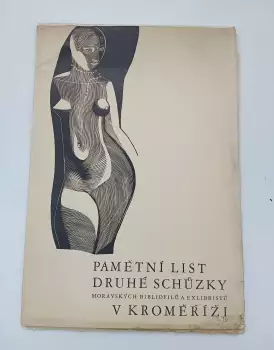 PAMĚTNÍ LIST
DRUHÉ SCHŮZKY
MORAVSKÝCH BIBLIOFILŮ A EXLIBRISTŮ
V KROMĚŘÍŽI